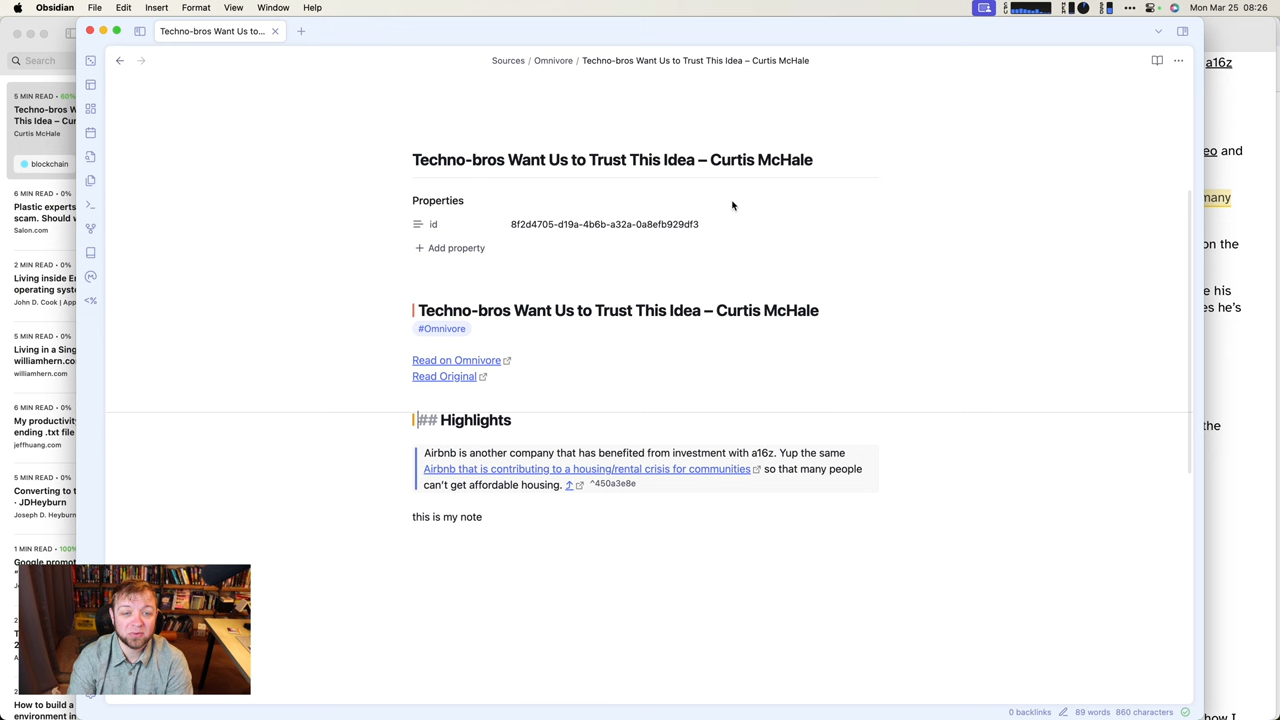 Obsidian File Edit Insert Format View Window Help
Mon Mar 25 08:26
Techno-bros Want Us to...
Search
Sources / Omnivore / Techno-bros Want Us to Trust This Idea – Curtis McHale
a16z
5 MIN READ • 60%
Techno-bros W
This Idea – Cu
Curtis McHale
blockchain
6 MIN READ • 0%
Plastic experts
scam. Should w
Salon.com
2 MIN READ • 0%
Living inside E
operating syst
John D. Cook | App
5 MIN READ • 0%
Living in a Sing
williamhern.co
williamhern.com
6 MIN READ • 0%
My productivity
ending .txt file
jeffhuang.com
5 MIN READ • 0%
Converting to t
· JDHeyburn
Joseph D. Heyburn
1 MIN READ • 100%
Google promot
How to build a
environment in
Techno-bros Want Us to Trust This Idea – Curtis McHale
Properties
id 8f2d4705-d19a-4b6b-a32a-0a8efb929df3
Add property
Techno-bros Want Us to Trust This Idea – Curtis McHale
#Omnivore
Read on Omnivore
Read Original
## Highlights
Airbnb is another company that has benefited from investment with a16z. Yup the same
Airbnb that is contributing to a housing/rental crisis for communities so that many people
can't get affordable housing. ^450a3e8e
this is my note
eo and
many
on the
e his
es he's
the
how I
0 backlinks 89 words 860 characters